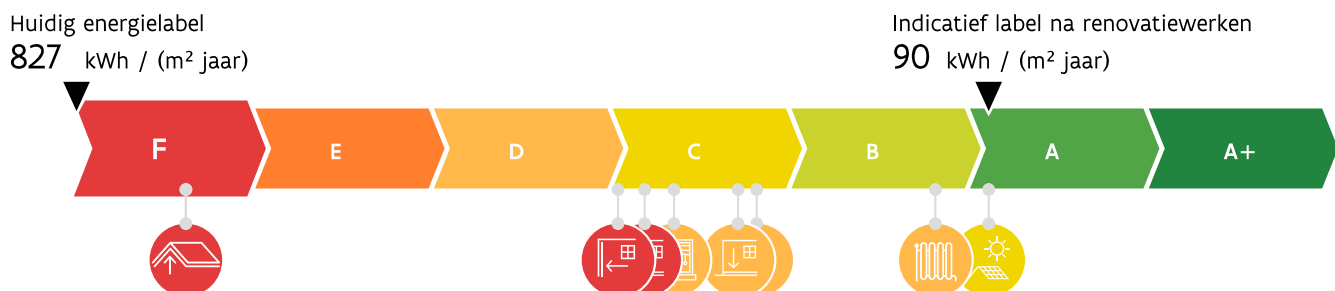 Huidig energielabel
827 kWh / (m² jaar)
Indicatief label na renovatiewerken
90 kWh / (m² jaar)
F E D C B A A+